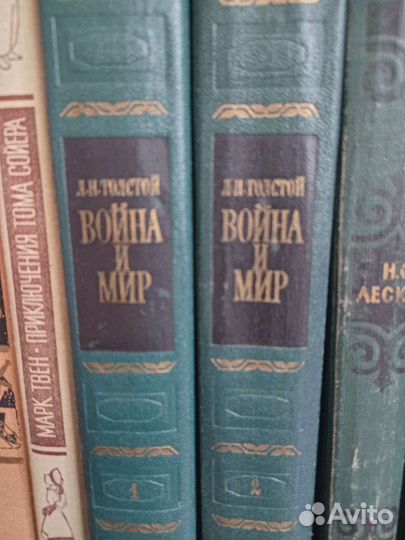 МАРК ТВЕН · ПРИКЛЮЧЕНИЯ ТОМА СОЙЕРА
Л.Н.ТОЛСТОЙ
ВОЙНА
И
МИР
1
Л.Н.ТОЛСТОЙ
ВОЙНА
И
МИР
2
Н.С
ЛЕСК
Avito